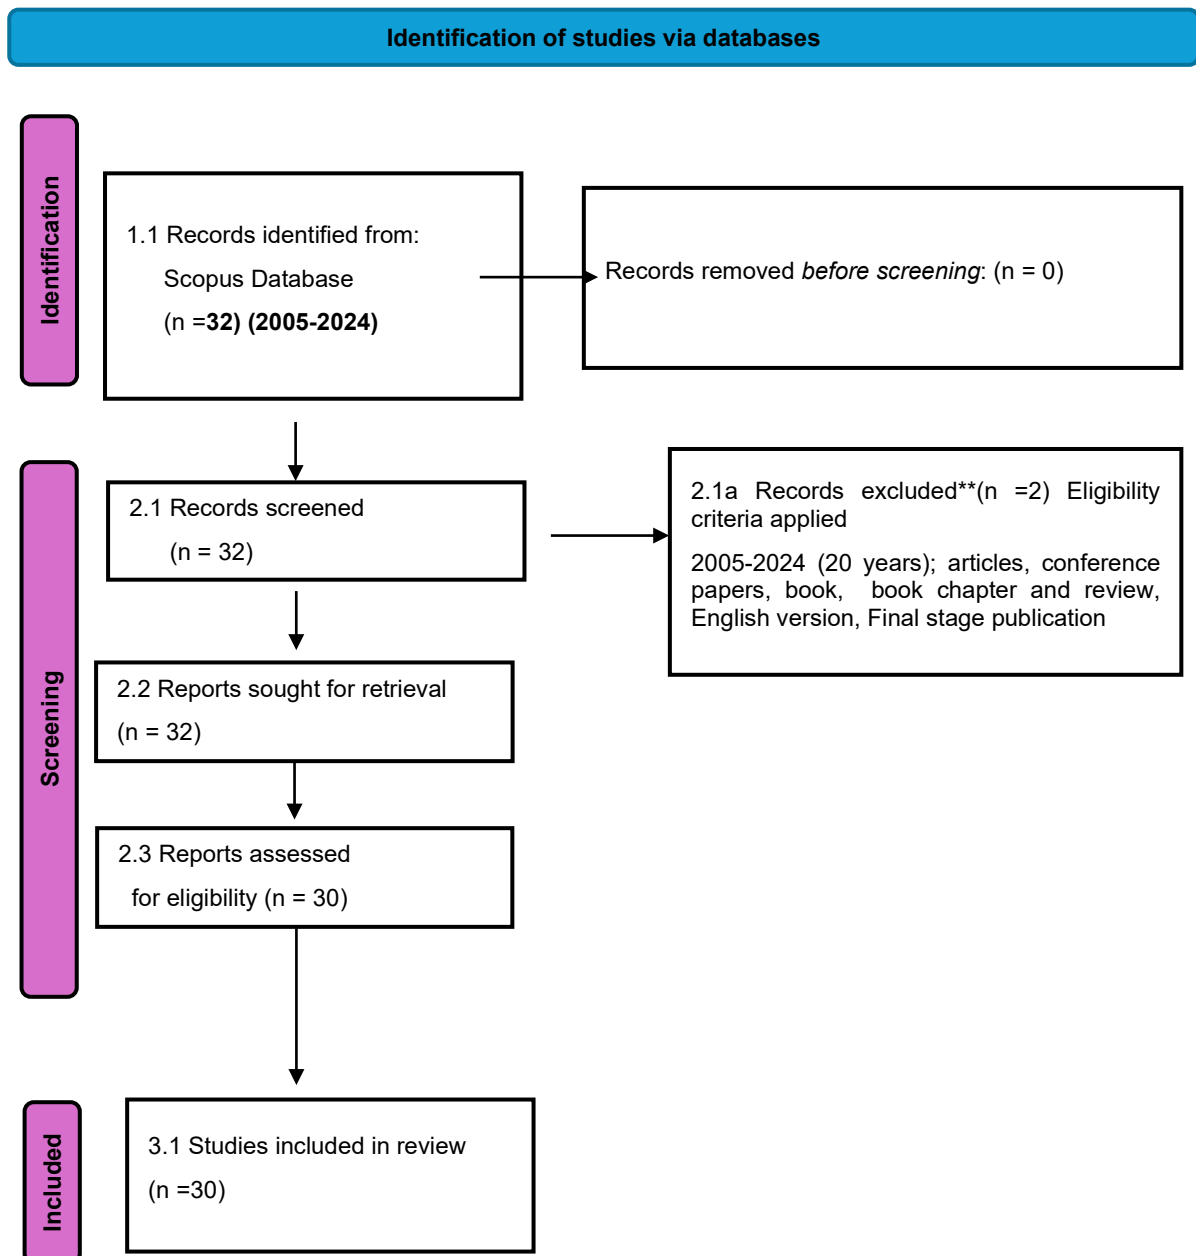 Identification of studies via databases
Identification
1.1 Records identified from:
Scopus Database
(n =32) (2005-2024)
Records removed before screening: (n = 0)
Screening
2.1 Records screened
(n = 32)
2.1a Records excluded**(n =2) Eligibility
criteria applied
2005-2024 (20 years); articles, conference
papers, book, book chapter and review,
English version, Final stage publication
2.2 Reports sought for retrieval
(n = 32)
2.3 Reports assessed
for eligibility (n = 30)
Included
3.1 Studies included in review
(n =30)